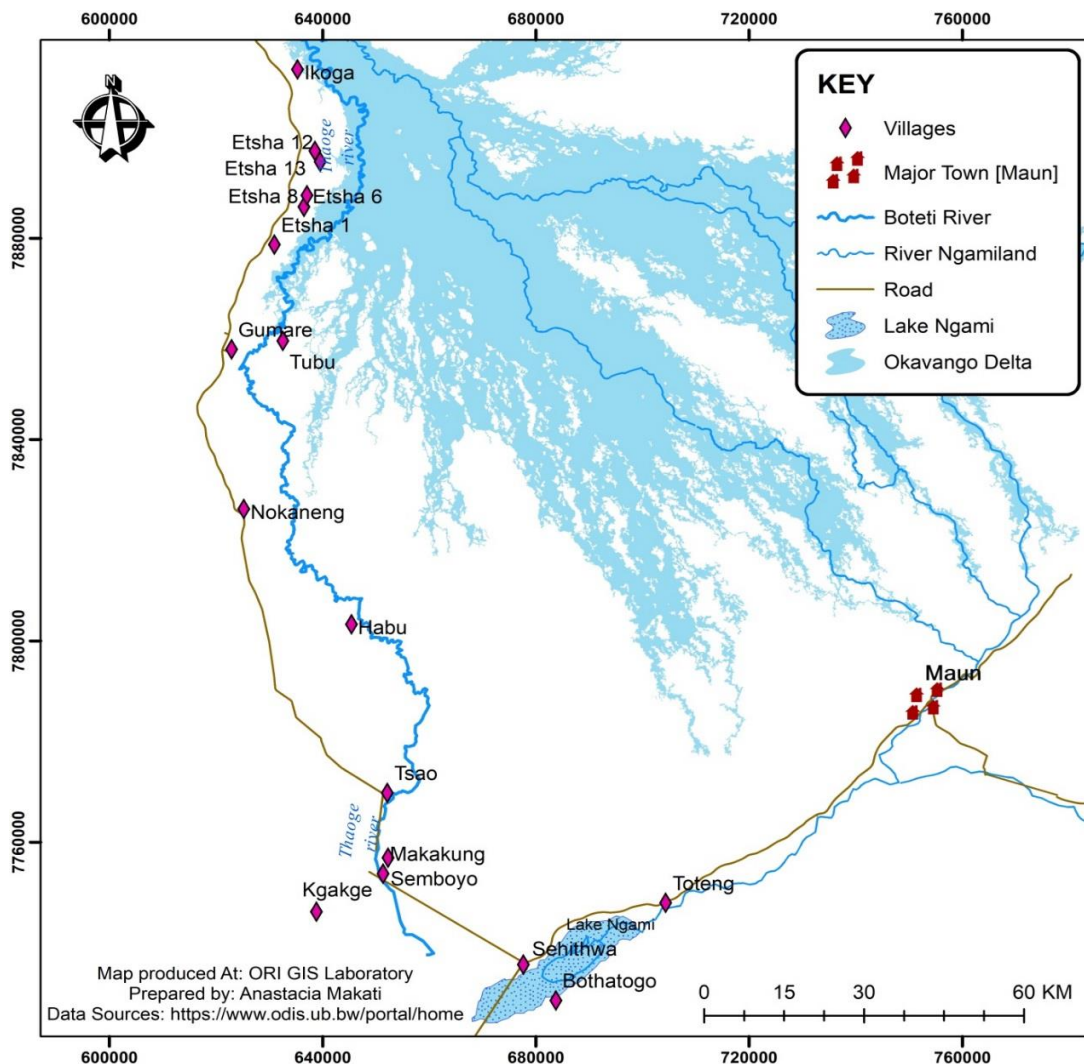 600000 640000 680000 720000 760000
N
KEY
Villages
Major Town [Maun]
Boteti River
River Ngamiland
Road
Lake Ngami
Okavango Delta
7880000
7840000
7800000
7760000
Ikoga
Etsha 12
Thaoge
river
Etsha 13
Etsha 8
Etsha 6
Etsha 1
Gumare
Tubu
Nokaneng
Habu
Maun
Tsao
Thaoge
river
Makakung
Semboyo
Kgakge
Toteng
Lake Ngami
Sehithwa
Bothatogo
Map produced At: ORI GIS Laboratory
Prepared by: Anastacia Makati
Data Sources: https://www.odis.ub.bw/portal/home
0 15 30 60 KM
7880000
7840000
7800000
7760000
600000 640000 680000 720000 760000